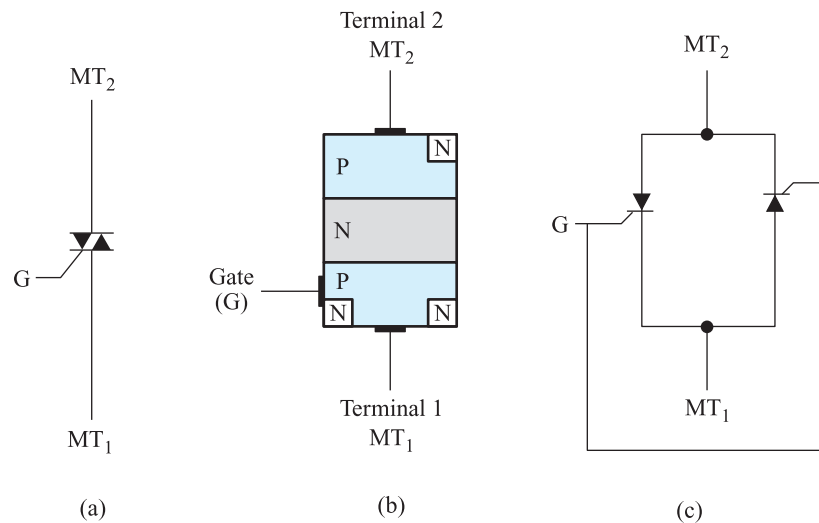 MT₂
G
MT₁
(a)
Terminal 2
MT₂
N
P
N
P
Gate
(G)
N
N
Terminal 1
MT₁
(b)
MT₂
G
MT₁
(c)